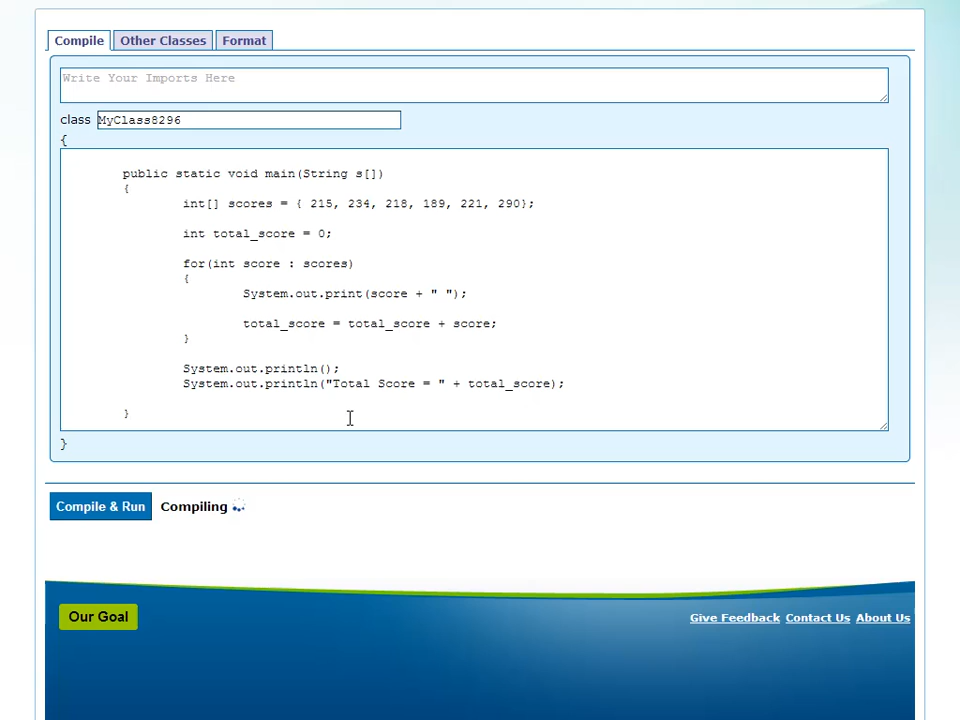 Compile Other Classes Format
Write Your Imports Here
class MyClass8296
{
public static void main(String s[])
{
int[] scores = { 215, 234, 218, 189, 221, 290};
int total_score = 0;
for(int score : scores)
{
System.out.print(score + " ");
total_score = total_score + score;
}
System.out.println();
System.out.println("Total Score = " + total_score);
}
}
Compile & Run Compiling
Our Goal Give Feedback Contact Us About Us